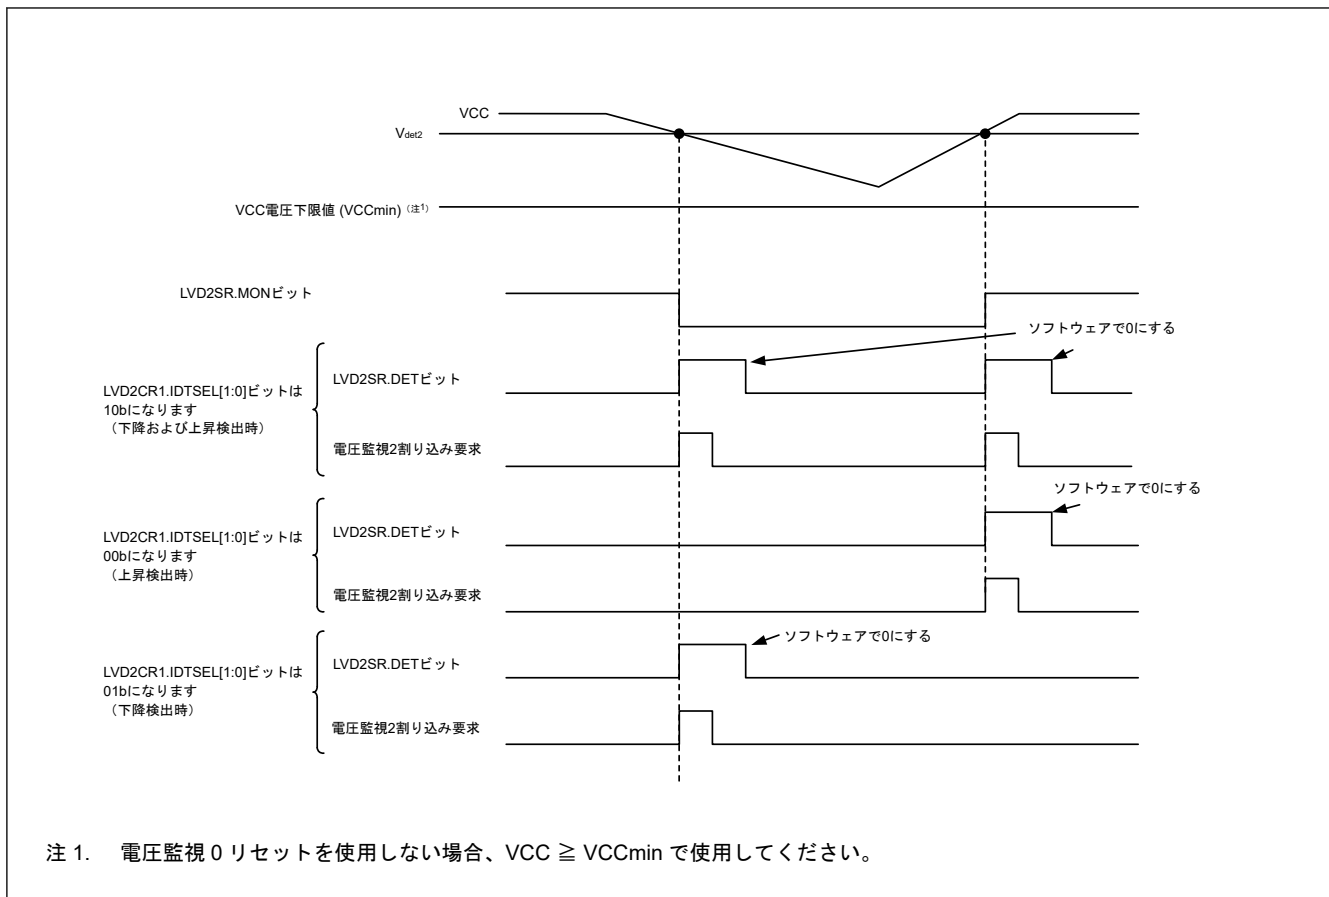 VCC
Vdet2
VCC電圧下限値 (VCCmin)（注1）
LVD2SR.MONビット
ソフトウェアで0にする
LVD2CR1.IDTSEL[1:0]ビットは
10bになります
（下降および上昇検出時）
LVD2SR.DETビット
電圧監視2割り込み要求
ソフトウェアで0にする
LVD2CR1.IDTSEL[1:0]ビットは
00bになります
（上昇検出時）
LVD2SR.DETビット
電圧監視2割り込み要求
ソフトウェアで0にする
LVD2CR1.IDTSEL[1:0]ビットは
01bになります
（下降検出時）
LVD2SR.DETビット
電圧監視2割り込み要求
注 1. 電圧監視 0 リセットを使用しない場合、VCC ≧ VCCmin で使用してください。